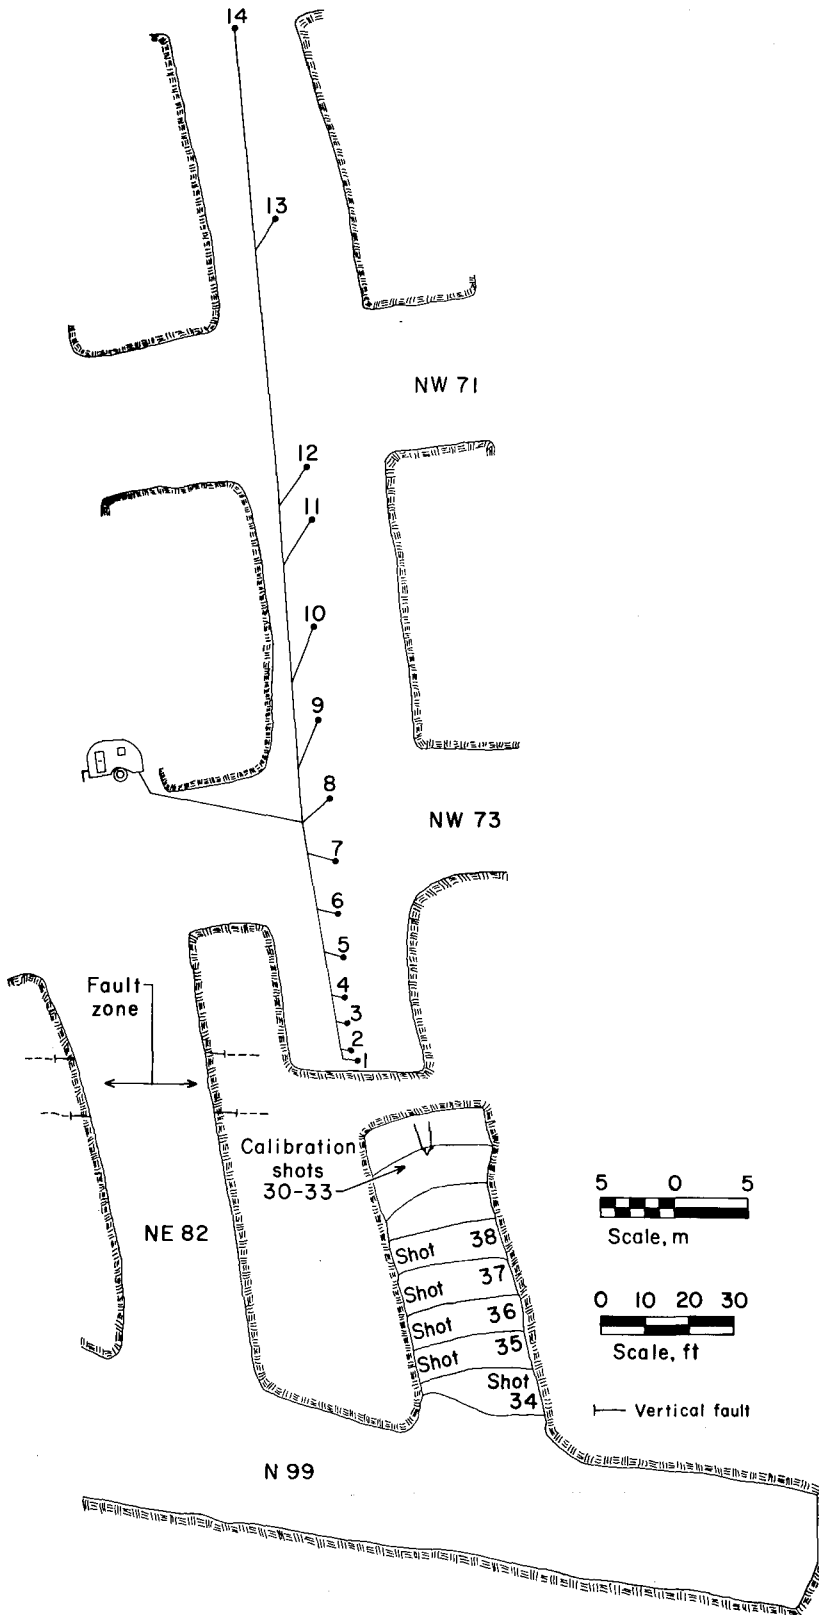 14
13
NW 71
12
11
10
9
8
NW 73
7
6
5
4
3
2
1
Fault
zone
Calibration
shots
30-33
NE 82
Shot 38
Shot 37
Shot 36
Shot 35
Shot
34
5 0 5
Scale, m
0 10 20 30
Scale, ft
Vertical fault
N 99